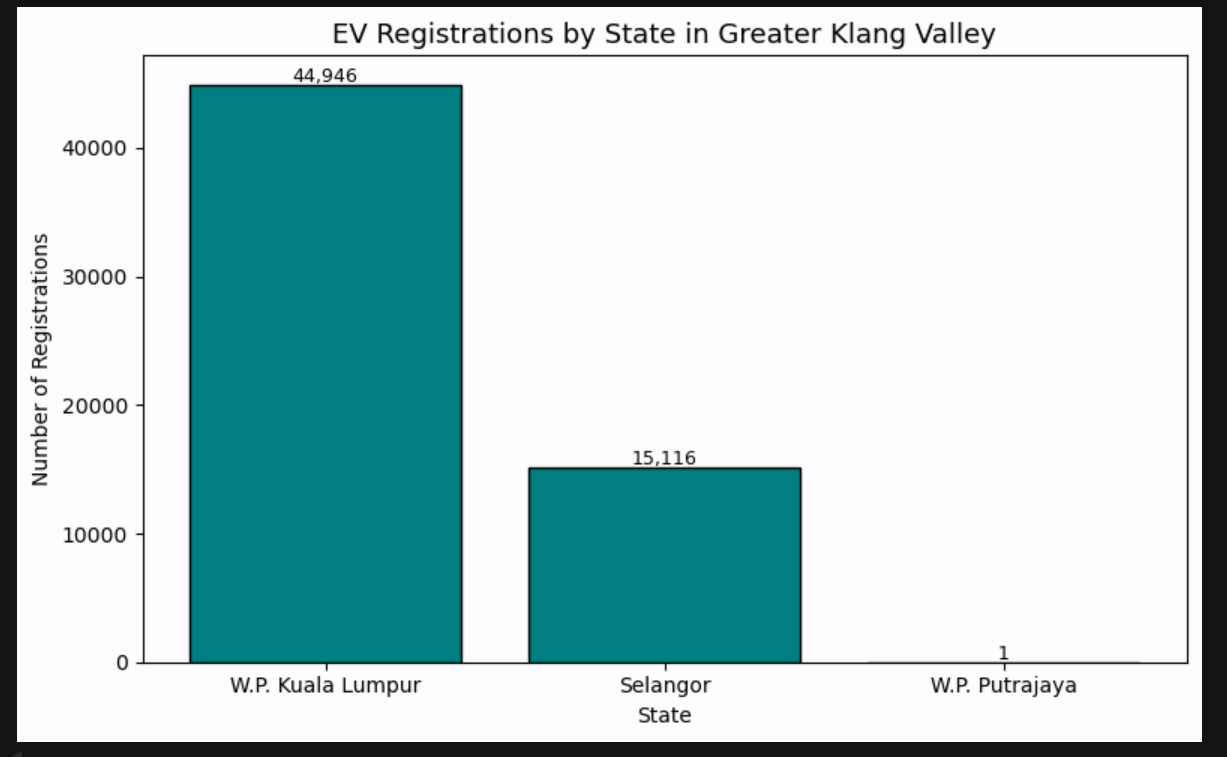 EV Registrations by State in Greater Klang Valley
44,946
40000
30000
20000
15,116
10000
1
0
Number of Registrations
W.P. Kuala Lumpur
Selangor
W.P. Putrajaya
State